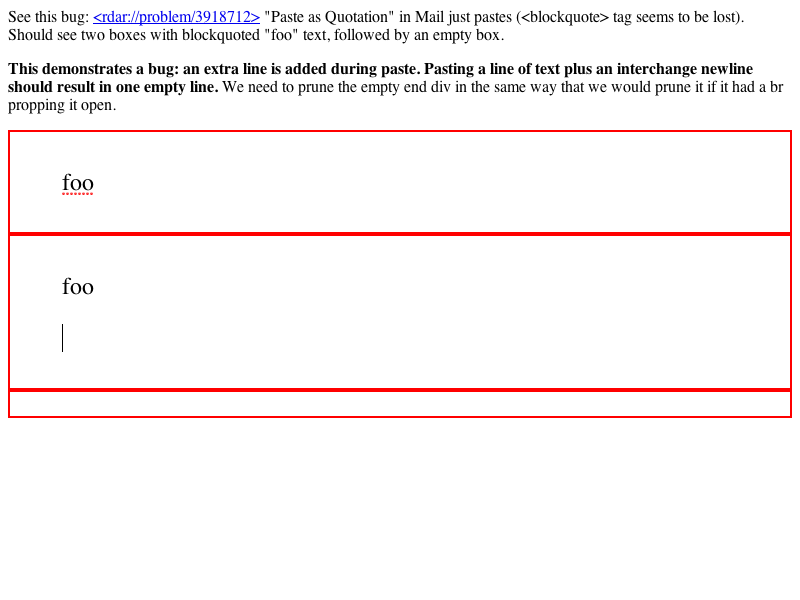 See this bug: <rdar://problem/3918712> "Paste as Quotation" in Mail just pastes (<blockquote> tag seems to be lost).
Should see two boxes with blockquoted "foo" text, followed by an empty box.
This demonstrates a bug: an extra line is added during paste. Pasting a line of text plus an interchange newline
should result in one empty line. We need to prune the empty end div in the same way that we would prune it if it had a br
propping it open.
foo
foo